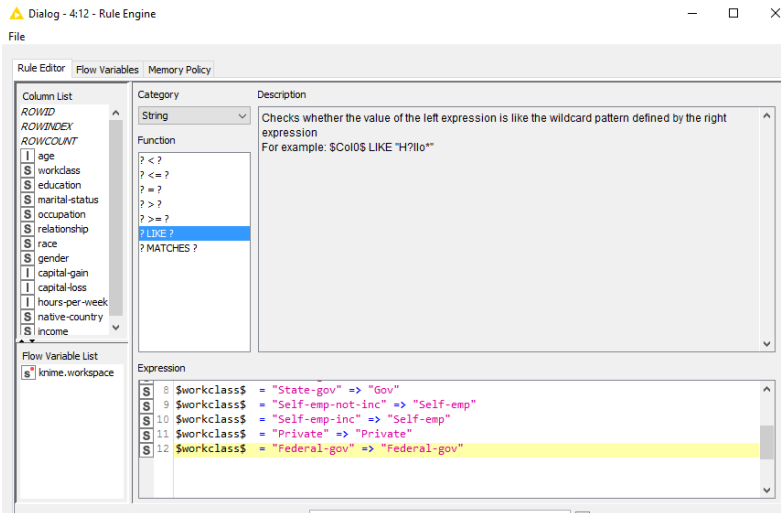 Dialog - 4:12 - Rule Engine
File
Rule Editor Flow Variables Memory Policy
Column List
ROWID
ROWINDEX
ROWCOUNT
I age
S workclass
S education
S marital-status
S occupation
S relationship
S race
S gender
I capital-gain
I capital-loss
I hours-per-week
S native-country
S income
Flow Variable List
s knime.workspace
Category
String
Function
? < ?
? <= ?
? = ?
? > ?
? >= ?
? LIKE ?
? MATCHES ?
Description
Checks whether the value of the left expression is like the wildcard pattern defined by the right
expression
For example: $Col0$ LIKE "H?llo*"
Expression
S 8 $workclass$ = "State-gov" => "Gov"
S 9 $workclass$ = "Self-emp-not-inc" => "Self-emp"
S 10 $workclass$ = "Self-emp-inc" => "Self-emp"
S 11 $workclass$ = "Private" => "Private"
S 12 $workclass$ = "Federal-gov" => "Federal-gov"